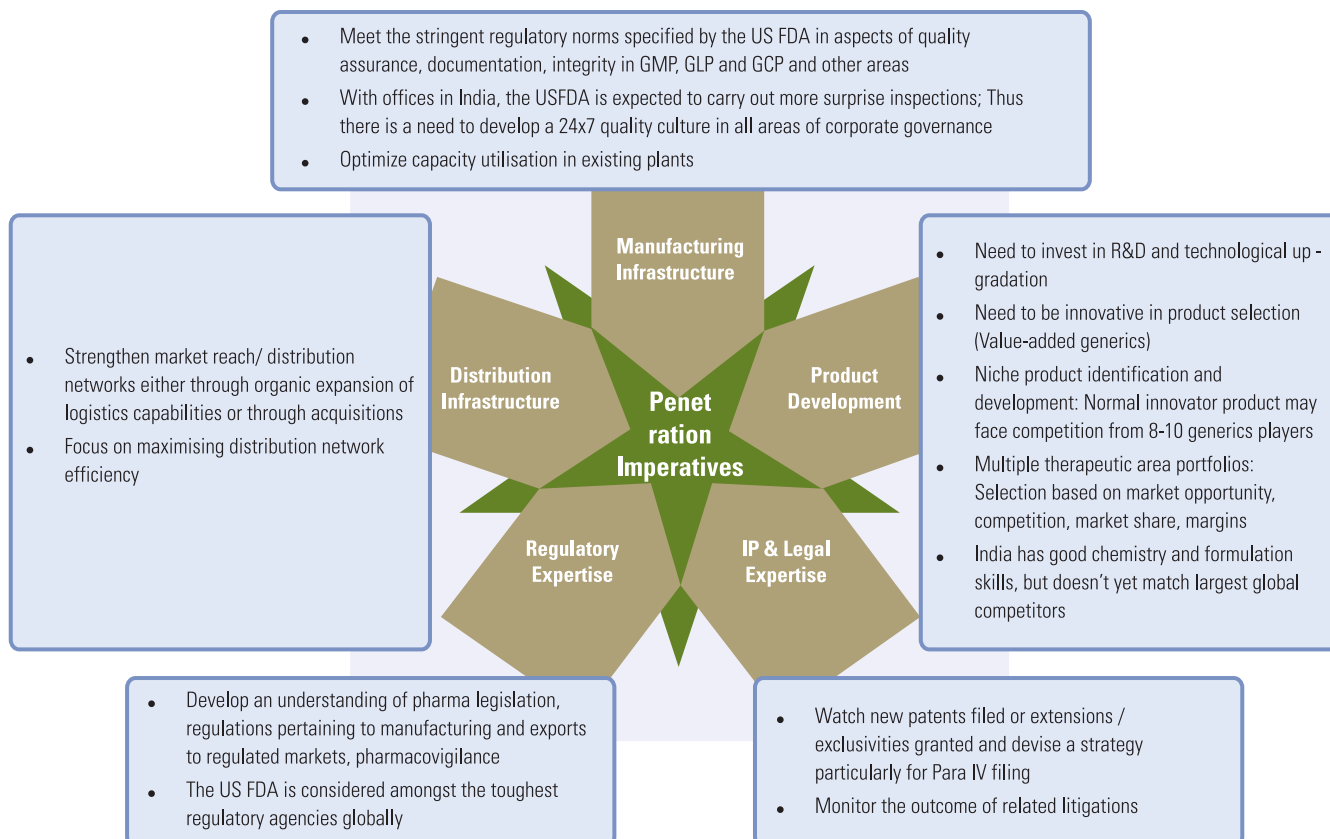 • Meet the stringent regulatory norms specified by the US FDA in aspects of quality
assurance, documentation, integrity in GMP, GLP and GCP and other areas
• With offices in India, the USFDA is expected to carry out more surprise inspections; Thus
there is a need to develop a 24x7 quality culture in all areas of corporate governance
• Optimize capacity utilisation in existing plants
Manufacturing
Infrastructure
• Strengthen market reach/ distribution
networks either through organic expansion of
logistics capabilities or through acquisitions
• Focus on maximising distribution network
efficiency
Distribution
Infrastructure
Penet
ration
Imperatives
Product
Development
• Need to invest in R&D and technological up -
gradation
• Need to be innovative in product selection
(Value-added generics)
• Niche product identification and
development: Normal innovator product may
face competition from 8-10 generics players
• Multiple therapeutic area portfolios:
Selection based on market opportunity,
competition, market share, margins
• India has good chemistry and formulation
skills, but doesn’t yet match largest global
competitors
Regulatory
Expertise
IP & Legal
Expertise
• Develop an understanding of pharma legislation,
regulations pertaining to manufacturing and exports
to regulated markets, pharmacovigilance
• The US FDA is considered amongst the toughest
regulatory agencies globally
• Watch new patents filed or extensions /
exclusivities granted and devise a strategy
particularly for Para IV filing
• Monitor the outcome of related litigations